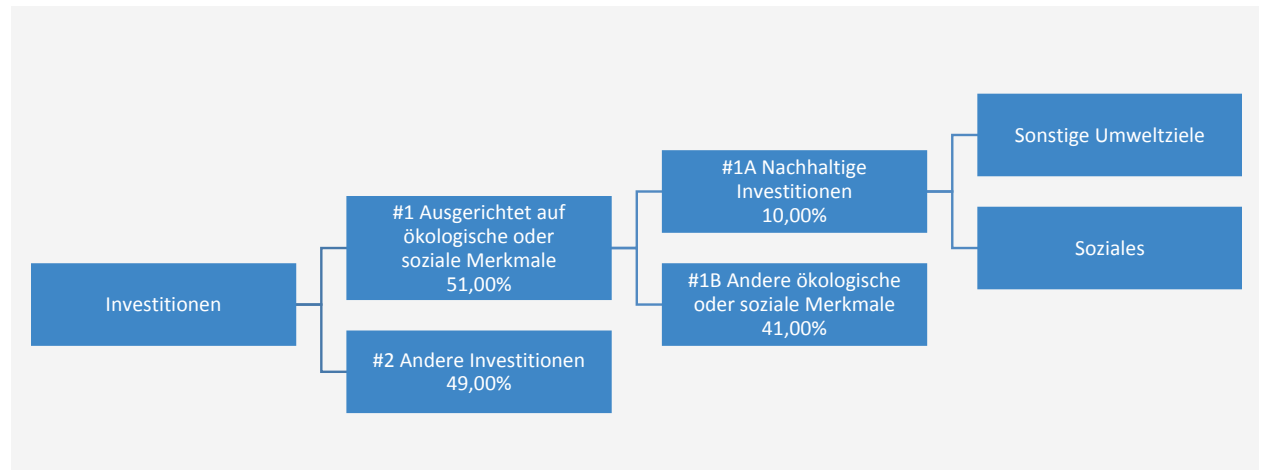 Investitionen
#1 Ausgerichtet auf
ökologische oder
soziale Merkmale
51,00%
#2 Andere Investitionen
49,00%
#1A Nachhaltige
Investitionen
10,00%
#1B Andere ökologische
oder soziale Merkmale
41,00%
Sonstige Umweltziele
Soziales